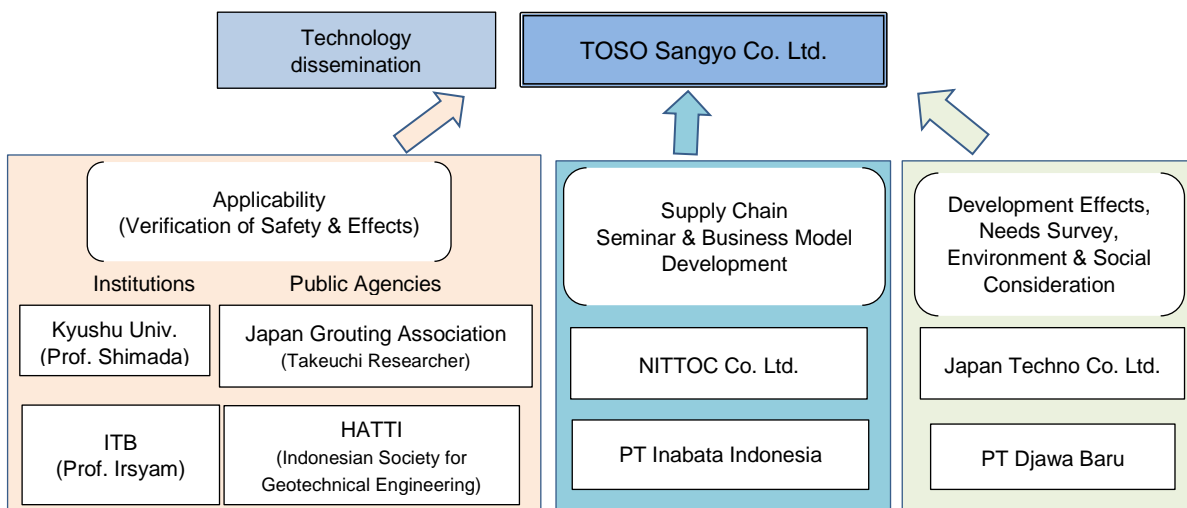 Technology
dissemination
TOSO Sangyo Co. Ltd.
Applicability
(Verification of Safety & Effects)
Institutions
Public Agencies
Kyushu Univ.
(Prof. Shimada)
Japan Grouting Association
(Takeuchi Researcher)
ITB
(Prof. Irsyam)
HATTI
(Indonesian Society for
Geotechnical Engineering)
Supply Chain
Seminar & Business Model
Development
NITTOC Co. Ltd.
PT Inabata Indonesia
Development Effects,
Needs Survey,
Environment & Social
Consideration
Japan Techno Co. Ltd.
PT Djawa Baru